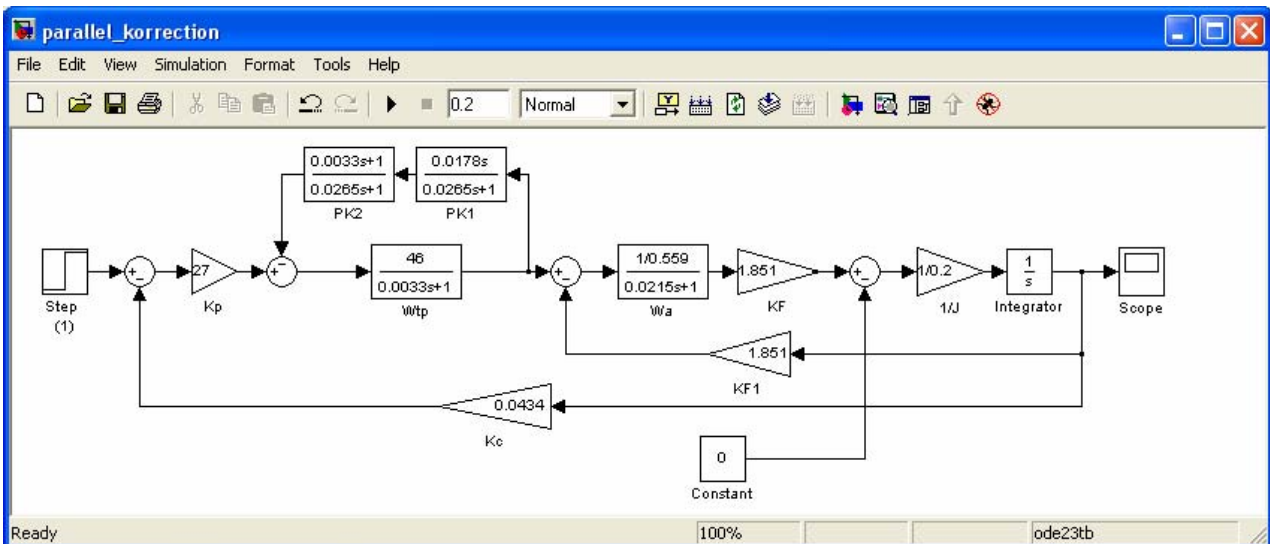 parallel_korrection
File Edit View Simulation Format Tools Help
0.2 Normal
0.0033s+1
0.0265s+1
PK2
0.0178s
0.0265s+1
PK1
Step
(1)
27
Kp
46
0.0033s+1
Wtp
1/0.559
0.0215s+1
Wa
1.851
KF
1/0.2
1/J
1
s
Integrator
Scope
1.851
KF1
0.0434
Kc
0
Constant
Ready 100% ode23tb